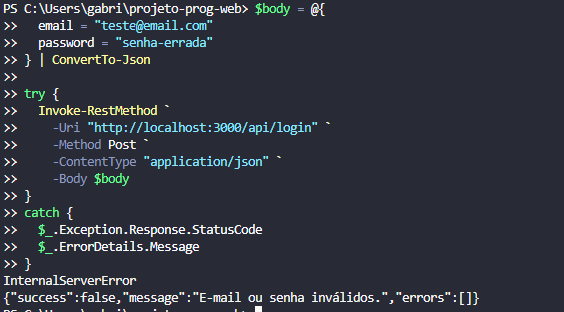 PS C:\Users\gabri\projeto-prog-web> $body = @{
>>   email = "teste@email.com"
>>   password = "senha-errada"
>> } | ConvertTo-Json
>>
>> try {
>>   Invoke-RestMethod `
>>     -Uri "http://localhost:3000/api/login" `
>>     -Method Post `
>>     -ContentType "application/json" `
>>     -Body $body
>> }
>> catch {
>>   $_.Exception.Response.StatusCode
>>   $_.ErrorDetails.Message
>> }
InternalServerError
{"success":false,"message":"E-mail ou senha inválidos.","errors":[]}